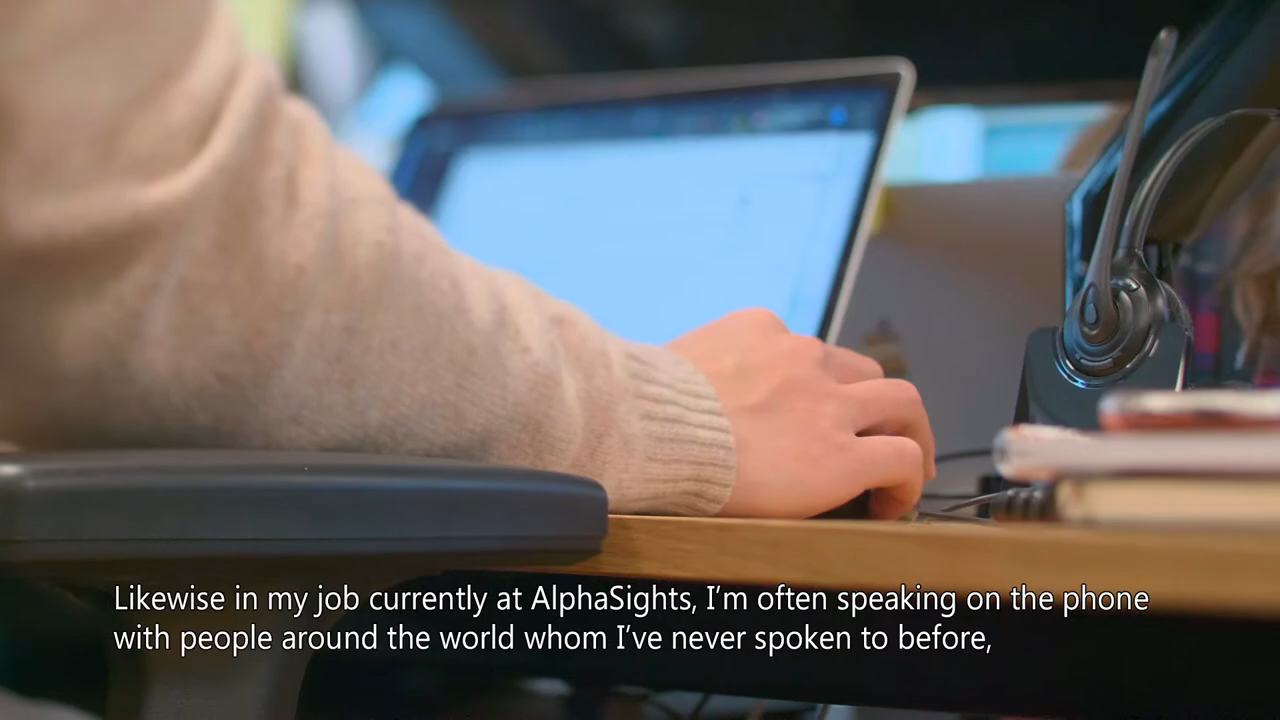 Likewise in my job currently at AlphaSights, I'm often speaking on the phone
with people around the world whom I've never spoken to before,